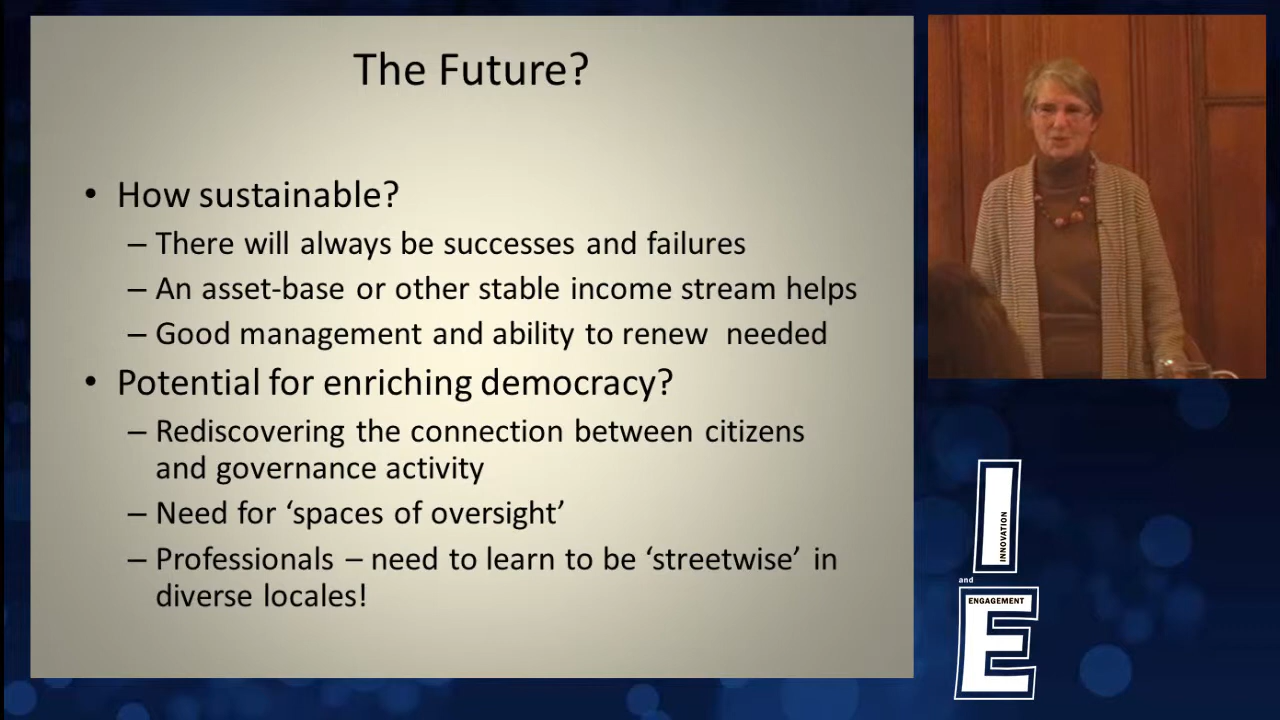 The Future?
• How sustainable?
– There will always be successes and failures
– An asset-base or other stable income stream helps
– Good management and ability to renew  needed
• Potential for enriching democracy?
– Rediscovering the connection between citizens
and governance activity
– Need for ‘spaces of oversight’
– Professionals – need to learn to be ‘streetwise’ in
diverse locales!
I
INNOVATION
and
ENGAGEMENT
E